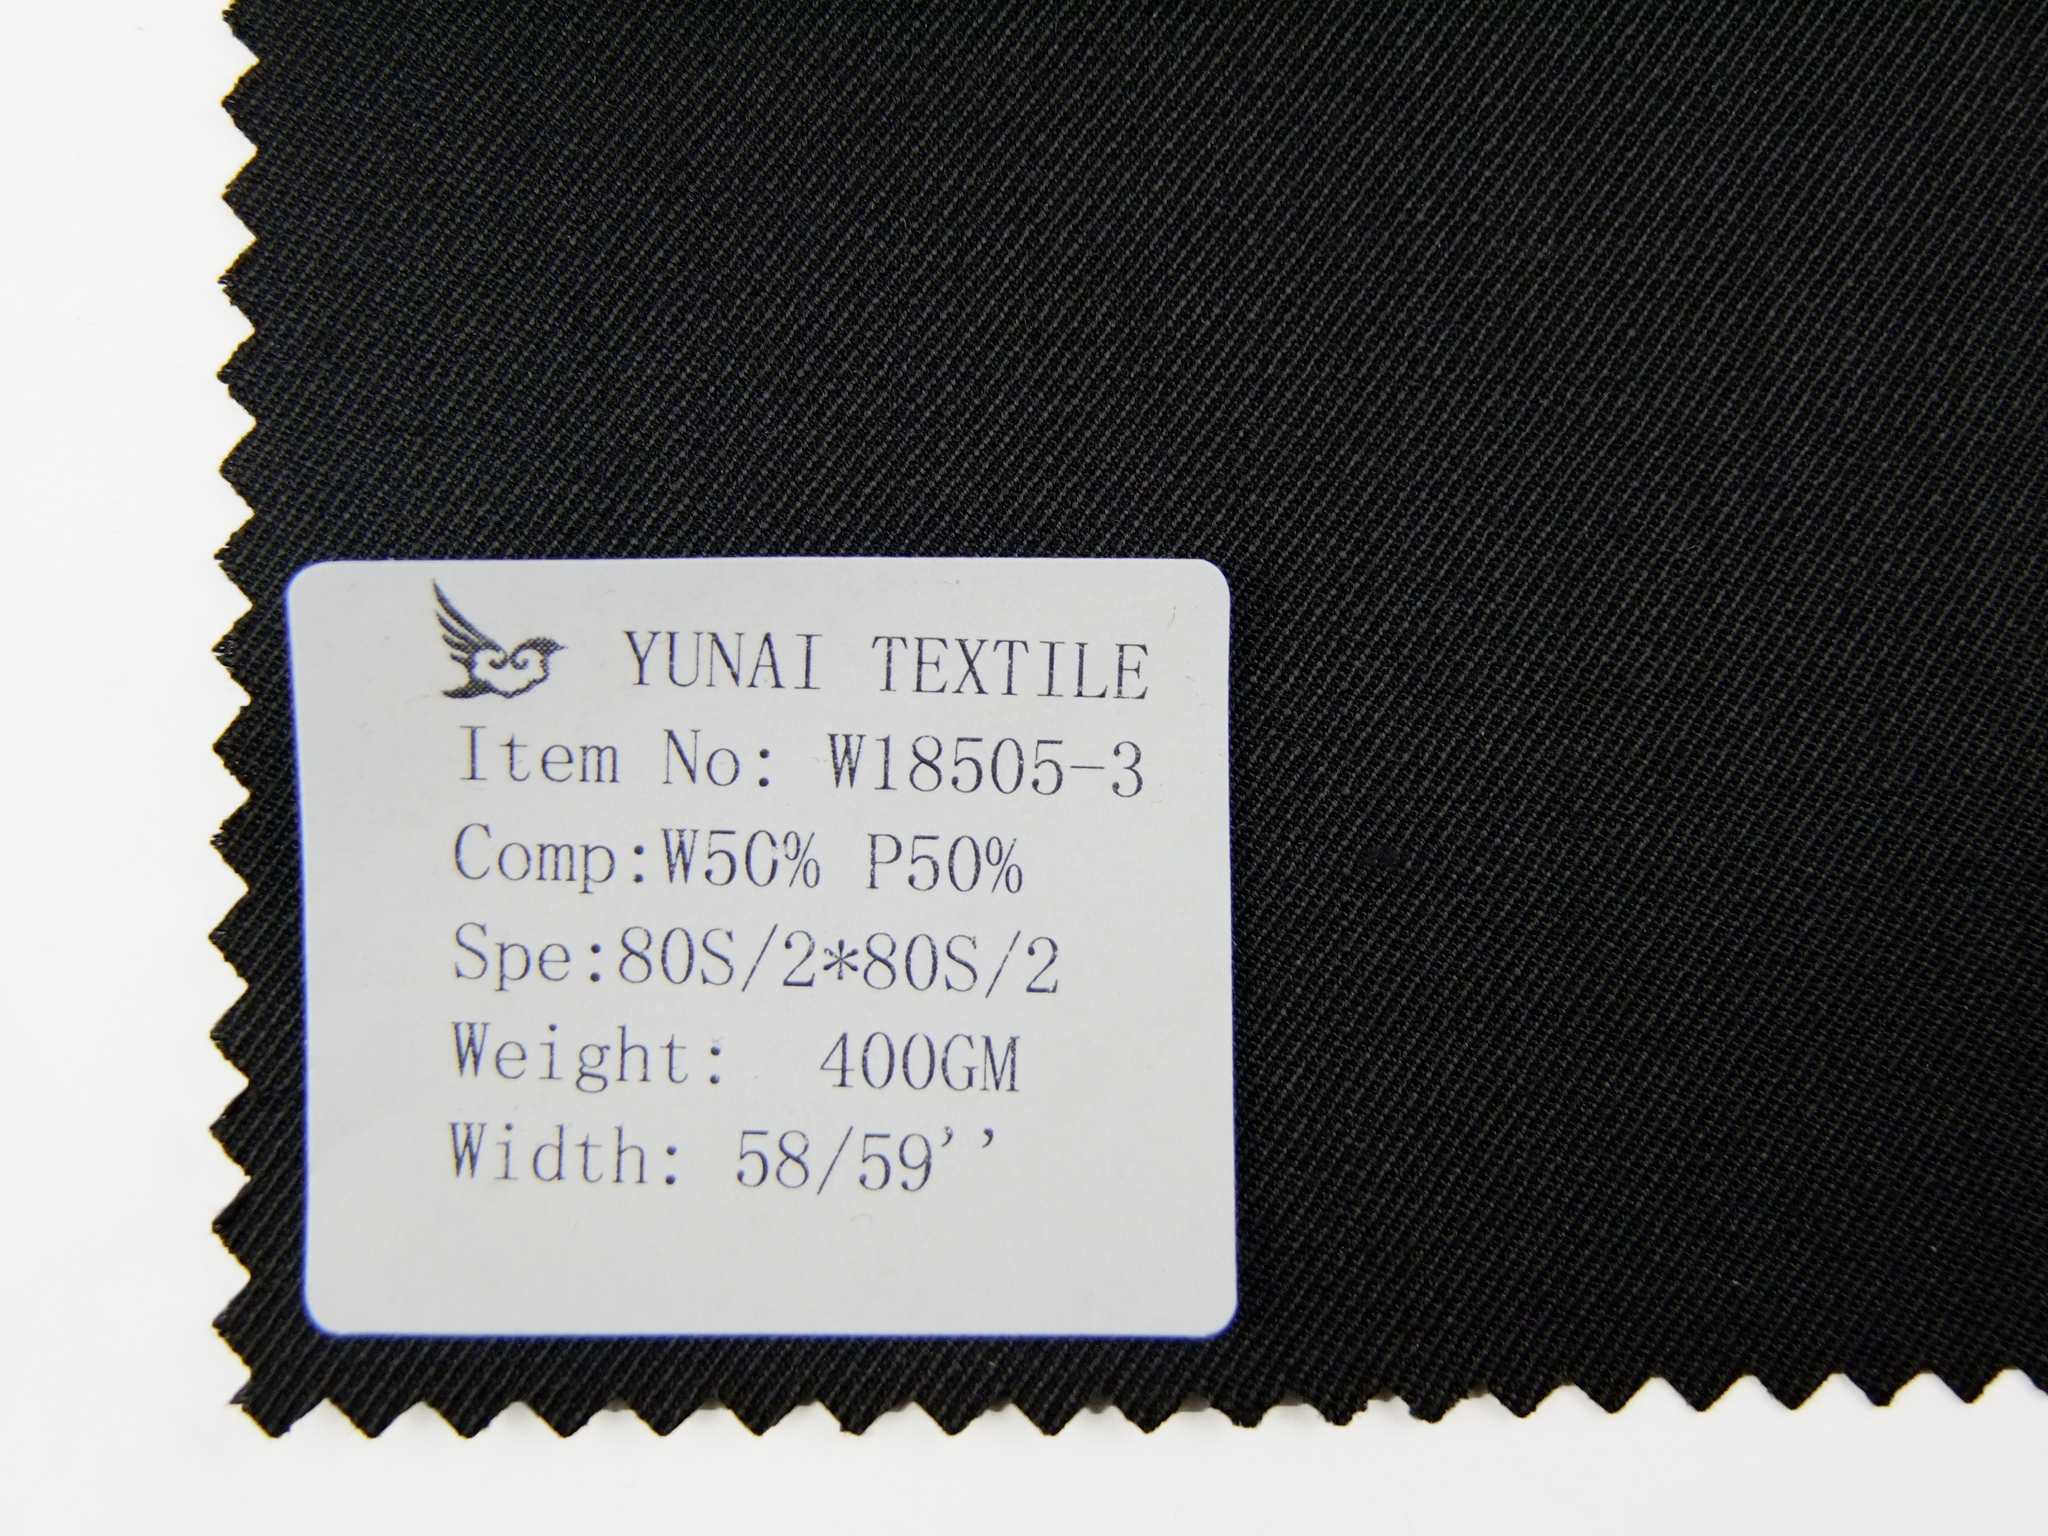 YUNAI TEXTILE
Item No: W18505-3
Comp:W50% P50%
Spe:80S/2*80S/2
Weight: 400GM
Width: 58/59''